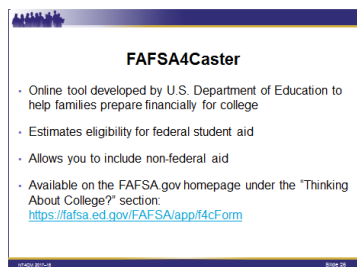 FAFSA4Caster
• Online tool developed by U.S. Department of Education to
help families prepare financially for college
• Estimates eligibility for federal student aid
• Allows you to include non-federal aid
• Available on the FAFSA.gov homepage under the "Thinking
About College?" section:
https://fafsa.ed.gov/FAFSA/app/f4cForm
Slide 26